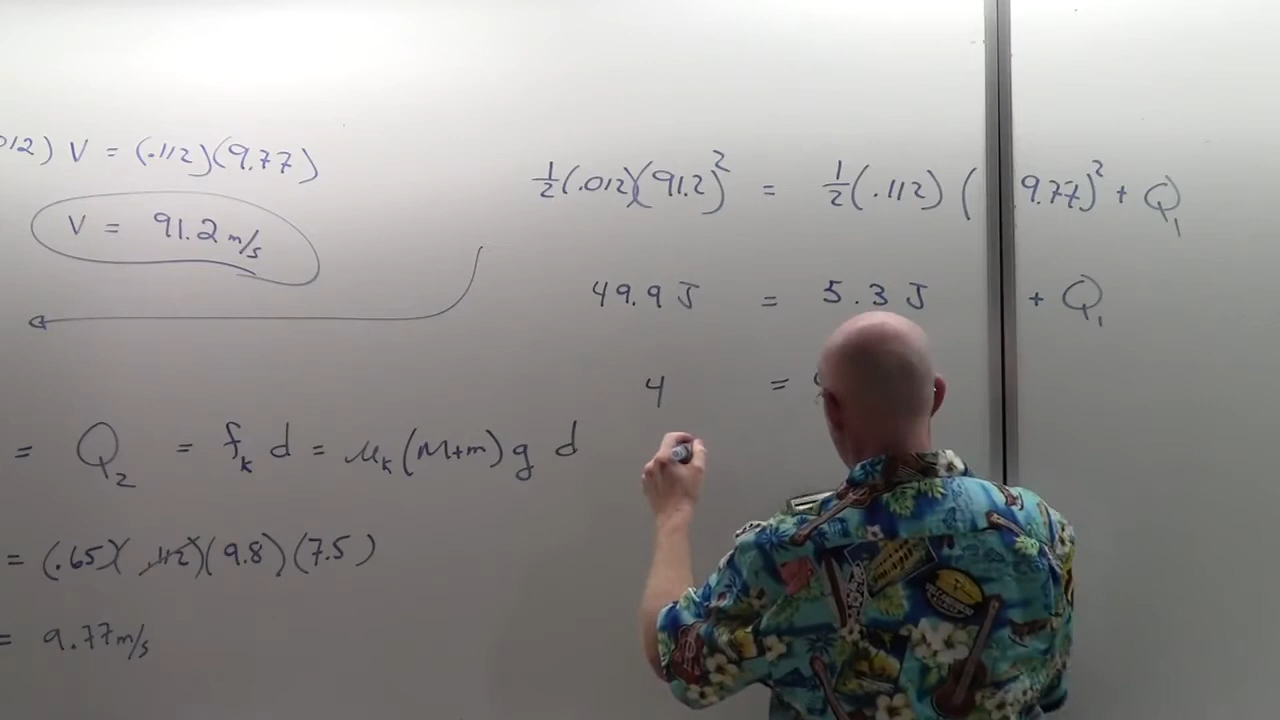 012) V = (.112)(9.77)
V = 91.2 m/s
= Q₂ = fₖ d = μₖ(M+m) g d
= (.65)(.112)(9.8)(7.5)
= 9.77 m/s
½(.012)(91.2)² = ½(.112)(9.77)² + Q₁
49.9 J = 5.3 J + Q₁
4 =